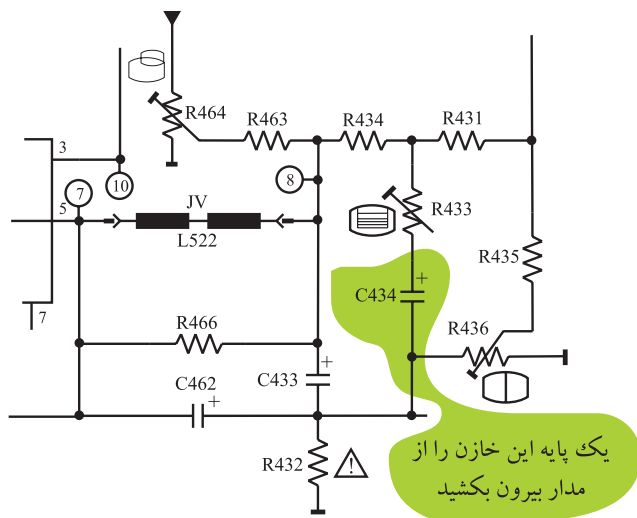 R464
R463
R434
R431
3
10
8
7
5
JV
L522
R433
R435
+
C434
7
R466
R436
C433
+
C462
+
R432
!
یک پایه این خازن را از
مدار بیرون بکشید